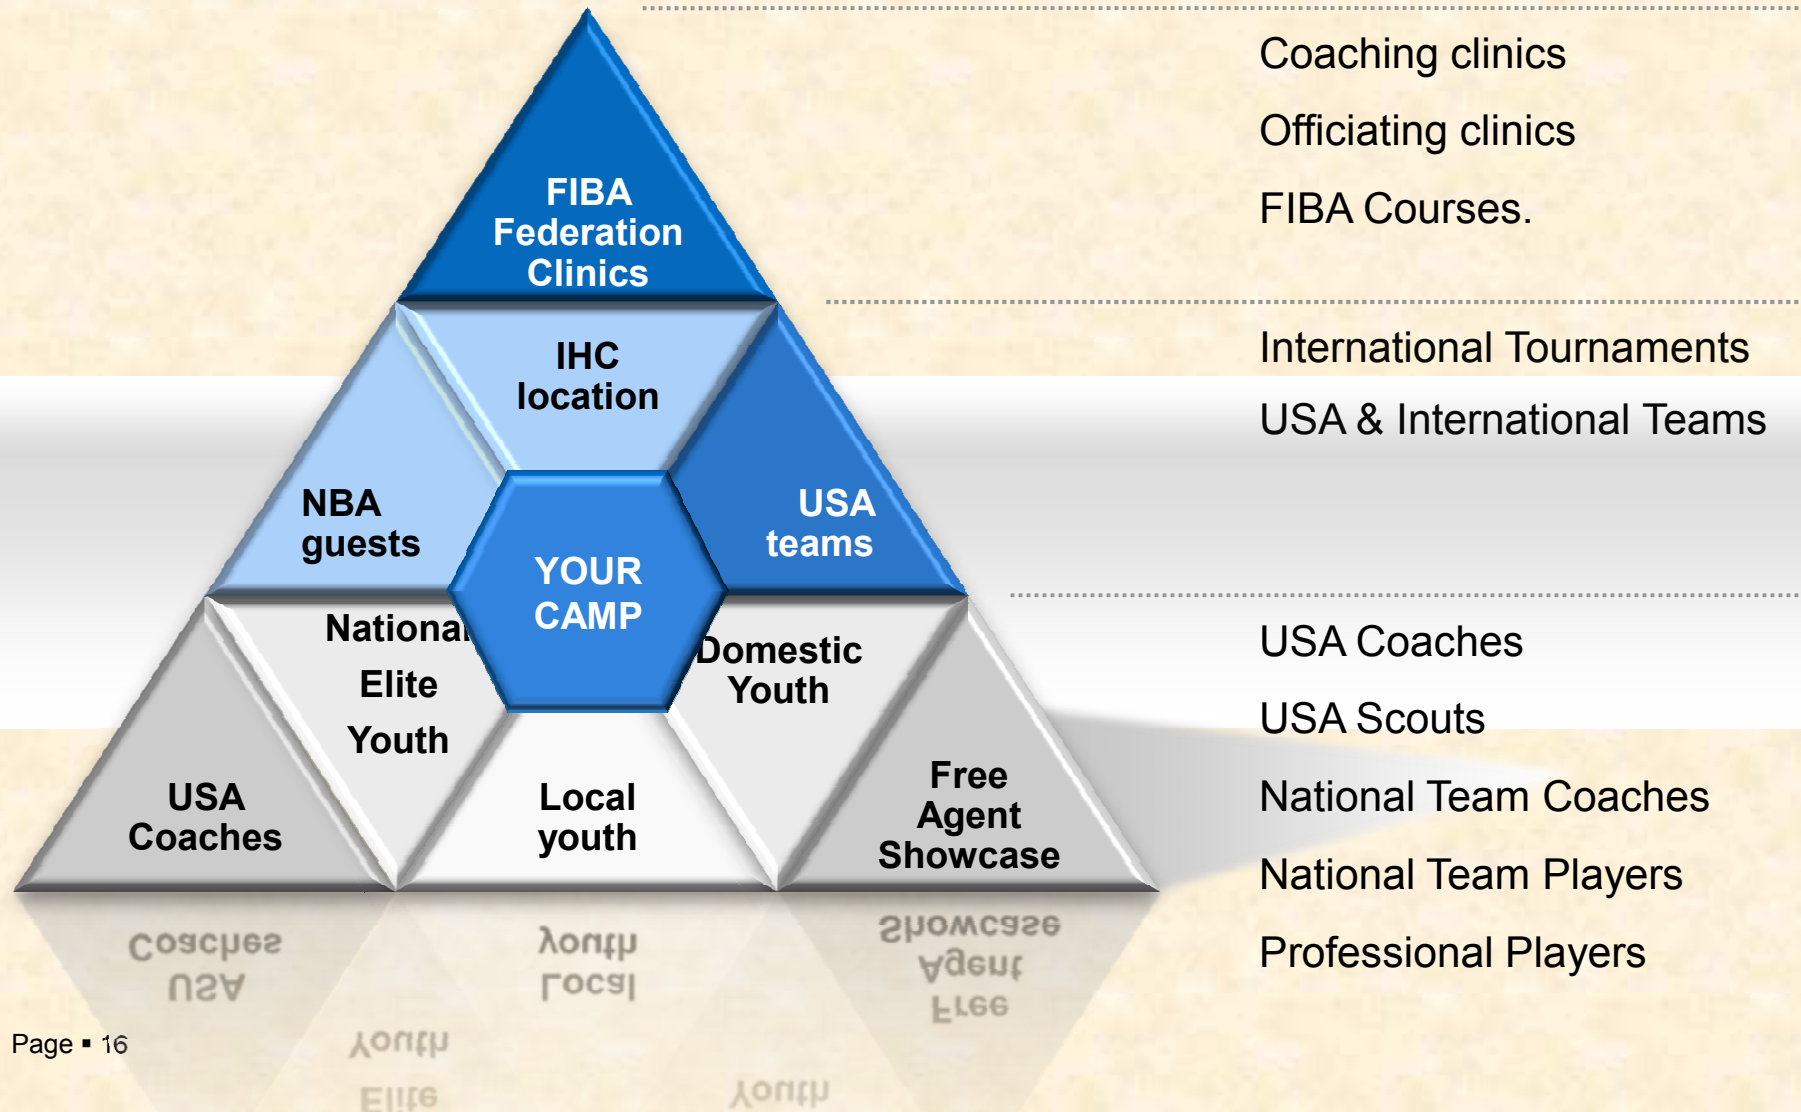 FIBA
Federation
Clinics
Coaching clinics
Officiating clinics
FIBA Courses.
IHC
location
NBA
guests
USA
teams
YOUR
CAMP
International Tournaments
USA & International Teams
National
Elite
Youth
Domestic
Youth
USA
Coaches
Local
youth
Free
Agent
Showcase
USA Coaches
USA Scouts
National Team Coaches
National Team Players
Professional Players
Page ▪ 16